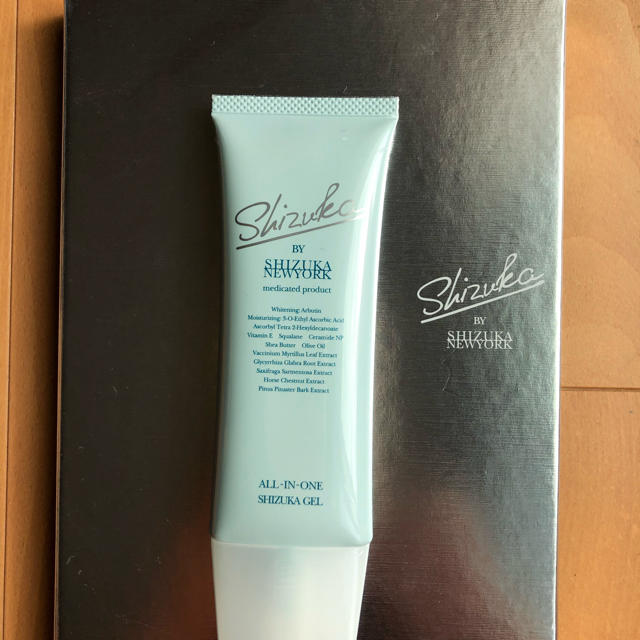 Shizuka
BY
SHIZUKA
NEWYORK
medicated product
Whitening: Arbutin
Moisturizing: 3-O-Ethyl Ascorbic Acid
Ascorbyl Tetra 2-Hexyldecanoate
Vitamin E Squalane Ceramide NP
Shea Butter Olive Oil
Vaccinium Myrtillus Leaf Extract
Glycyrrhiza Glabra Root Extract
Saxifraga Sarmentosa Extract
Horse Chestnut Extract
Pinus Pinaster Bark Extract
ALL-IN-ONE
SHIZUKA GEL
Shizuka
BY
SHIZUKA
NEWYORK